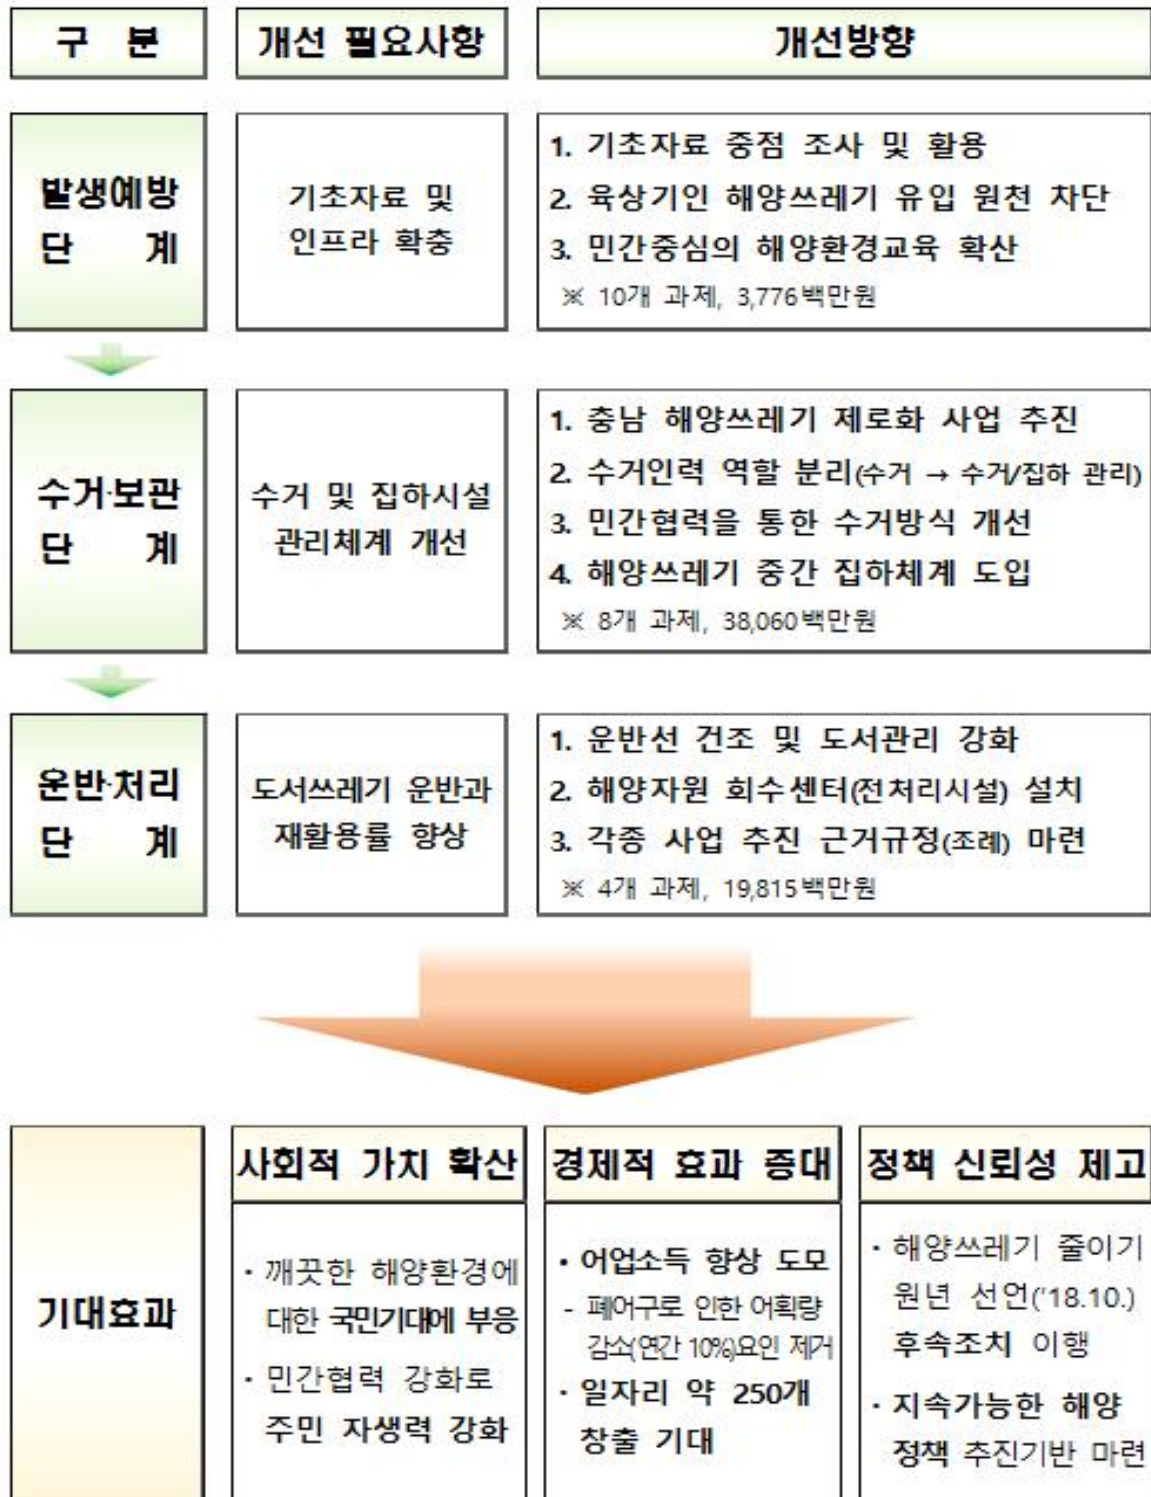 구 분
개선 필요사항
개선방향
발생예방
단 계
기초자료 및
인프라 확충
1. 기초자료 중점 조사 및 활용
2. 육상기인 해양쓰레기 유입 원천 차단
3. 민간중심의 해양환경교육 확산
※ 10개 과제, 3,776백만원
수거·보관
단 계
수거 및 집하시설
관리체계 개선
1. 충남 해양쓰레기 제로화 사업 추진
2. 수거인력 역할 분리(수거 → 수거/집하 관리)
3. 민간협력을 통한 수거방식 개선
4. 해양쓰레기 중간 집하체계 도입
※ 8개 과제, 38,060백만원
운반·처리
단 계
도서쓰레기 운반과
재활용률 향상
1. 운반선 건조 및 도서관리 강화
2. 해양자원 회수센터(전처리시설) 설치
3. 각종 사업 추진 근거규정(조례) 마련
※ 4개 과제, 19,815백만원
기대효과
사회적 가치 확산
· 깨끗한 해양환경에
대한 국민기대에 부응
· 민간협력 강화로
주민 자생력 강화
경제적 효과 증대
· 어업소득 향상 도모
- 폐어구로 인한 어획량
감소(연간 10%)요인 제거
· 일자리 약 250개
창출 기대
정책 신뢰성 제고
· 해양쓰레기 줄이기
원년 선언('18.10.)
후속조치 이행
· 지속가능한 해양
정책 추진기반 마련